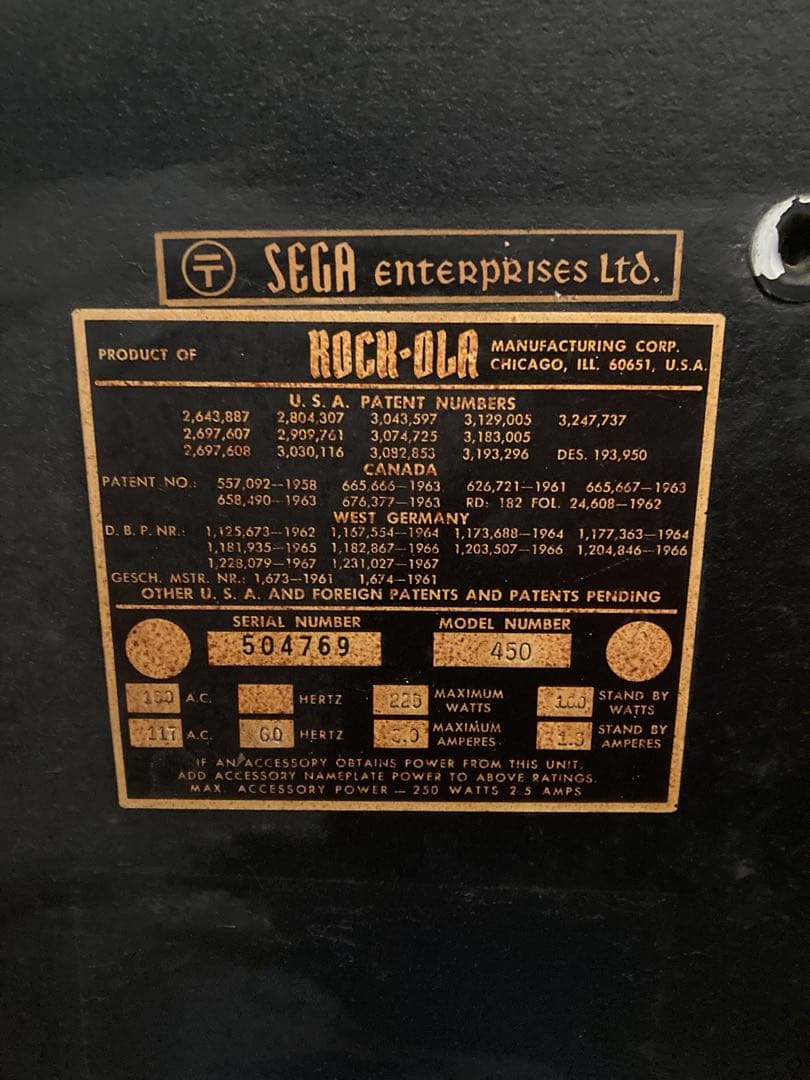 〒 SEGA enterprises Ltd.
PRODUCT OF ROCK-OLA MANUFACTURING CORP.
CHICAGO, ILL. 60651, U.S.A.
U. S. A. PATENT NUMBERS
2,643,887 2,804,307 3,043,597 3,129,005 3,247,737
2,697,607 2,909,761 3,074,725 3,183,005
2,697,608 3,030,116 3,082,853 3,193,296 DES. 193,950
CANADA
PATENT NO.: 557,092—1958 665,666—1963 626,721—1961 665,667—1963
658,490—1963 676,377—1963 RD: 182 FOL. 24,608—1962
WEST GERMANY
D. B. P. NR.: 1,125,673—1962 1,157,554—1964 1,173,688—1964 1,177,363—1964
1,181,935—1965 1,182,867—1966 1,203,507—1966 1,204,846—1966
1,228,079—1967 1,231,027—1967
GESCH. MSTR. NR.: 1,673—1961 1,674—1961
OTHER U. S. A. AND FOREIGN PATENTS AND PATENTS PENDING
SERIAL NUMBER MODEL NUMBER
504769 450
A.C. HERTZ 225 MAXIMUM WATTS STAND BY WATTS
117 A.C. 60 HERTZ MAXIMUM AMPERES 1.3 STAND BY AMPERES
IF AN ACCESSORY OBTAINS POWER FROM THIS UNIT,
ADD ACCESSORY NAMEPLATE POWER TO ABOVE RATINGS.
MAX. ACCESSORY POWER — 250 WATTS 2.5 AMPS